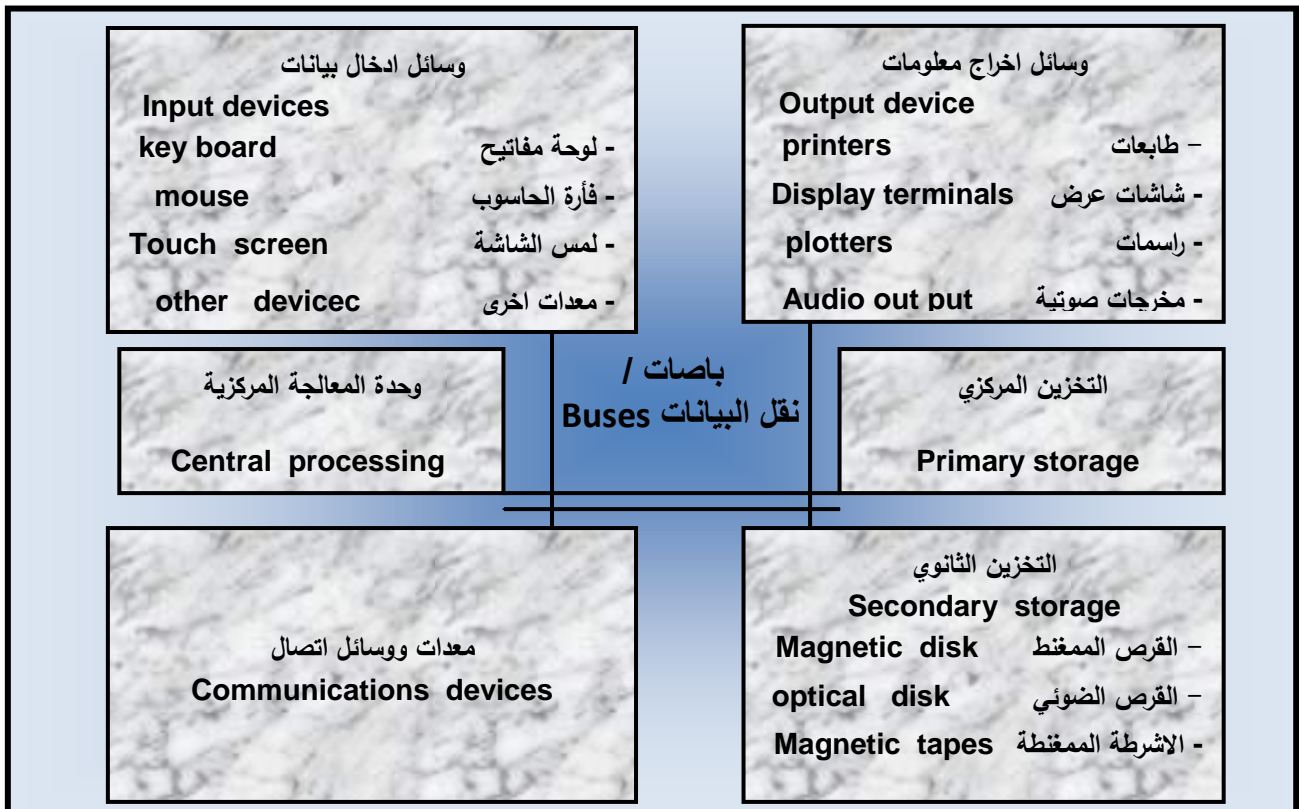 وسائل ادخال بيانات
Input devices
key board - لوحة مفاتيح
mouse - فأرة الحاسوب
Touch screen - لمس الشاشة
other devicec - معدات اخرى
وسائل اخراج معلومات
Output device
printers – طابعات
Display terminals - شاشات عرض
plotters - راسمات
Audio out put - مخرجات صوتية
وحدة المعالجة المركزية
Central processing
باصات /
نقل البيانات Buses
التخزين المركزي
Primary storage
معدات ووسائل اتصال
Communications devices
التخزين الثانوي
Secondary storage
Magnetic disk – القرص الممغنط
optical disk – القرص الضوئي
Magnetic tapes - الاشرطة الممغنطة